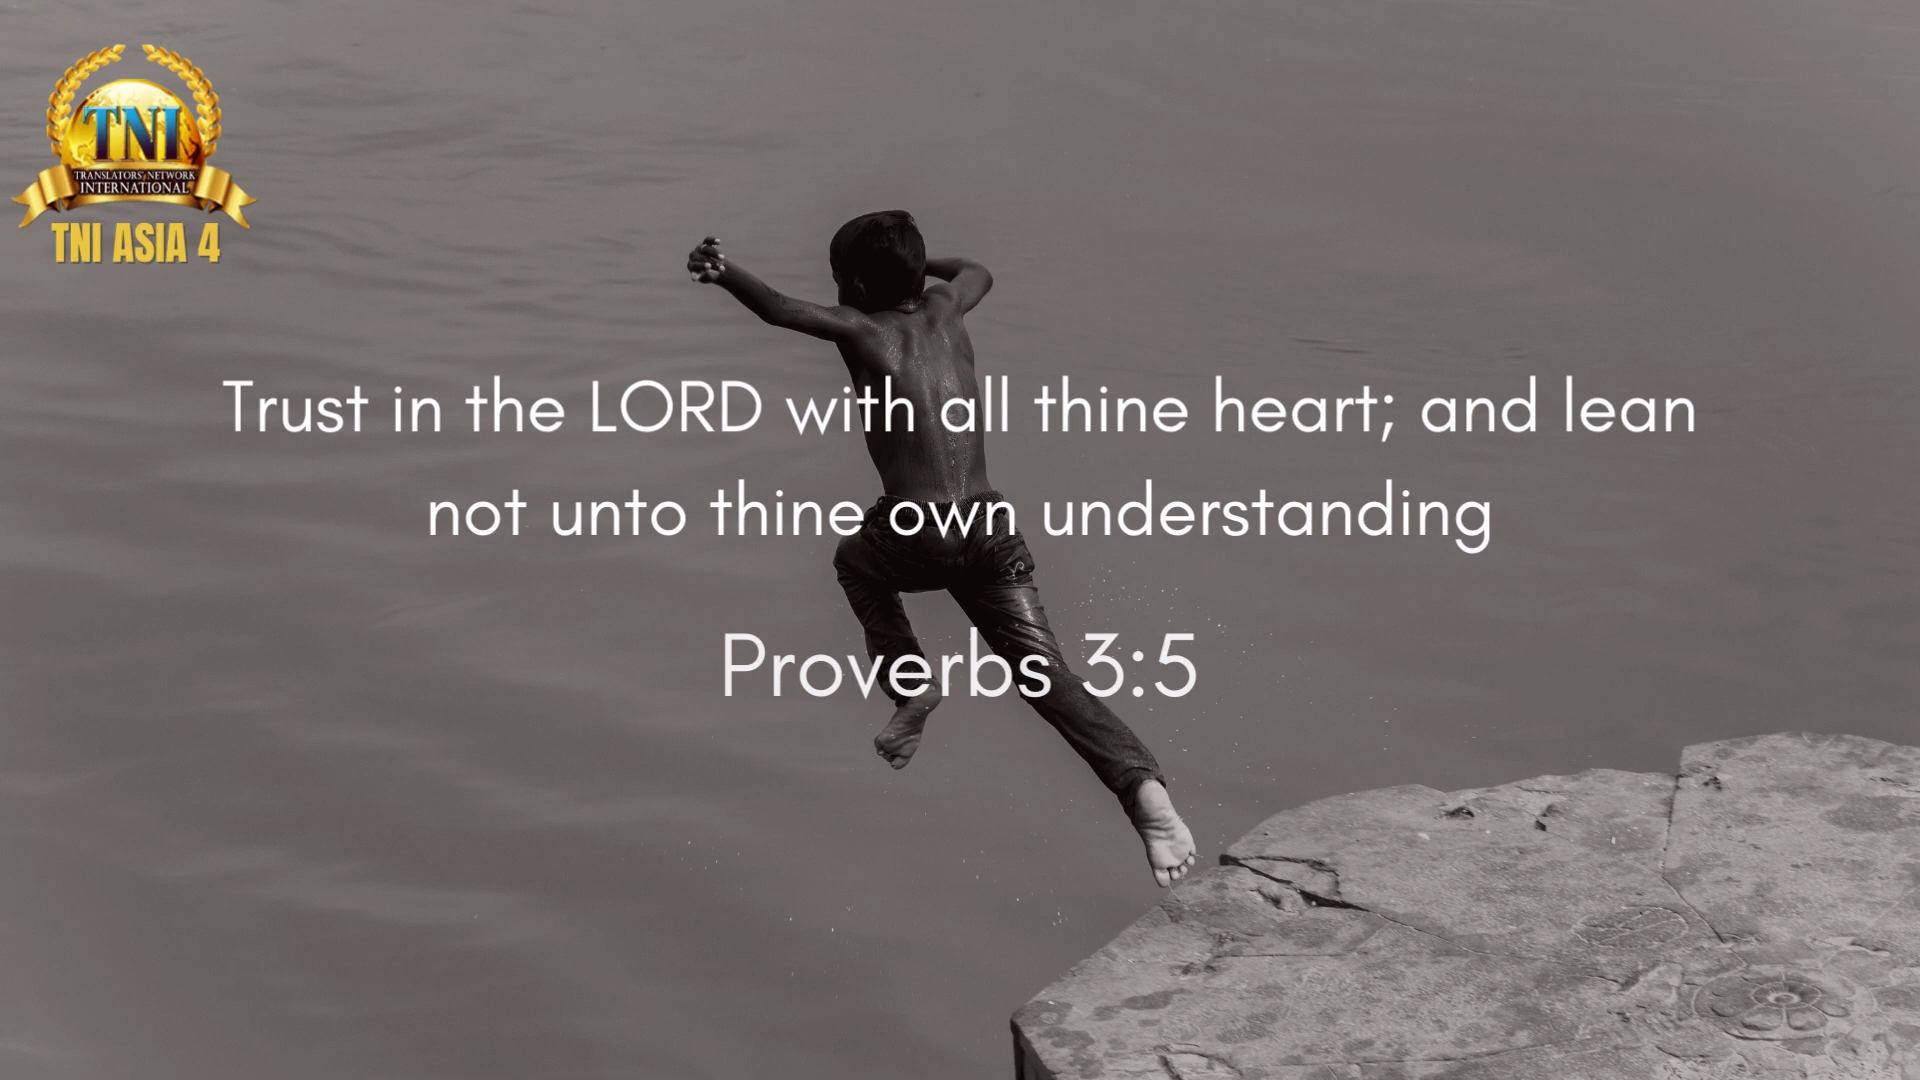 TNI
TRANSLATORS' NETWORK
INTERNATIONAL
TNI ASIA 4
Trust in the LORD with all thine heart; and lean
not unto thine own understanding
Proverbs 3:5